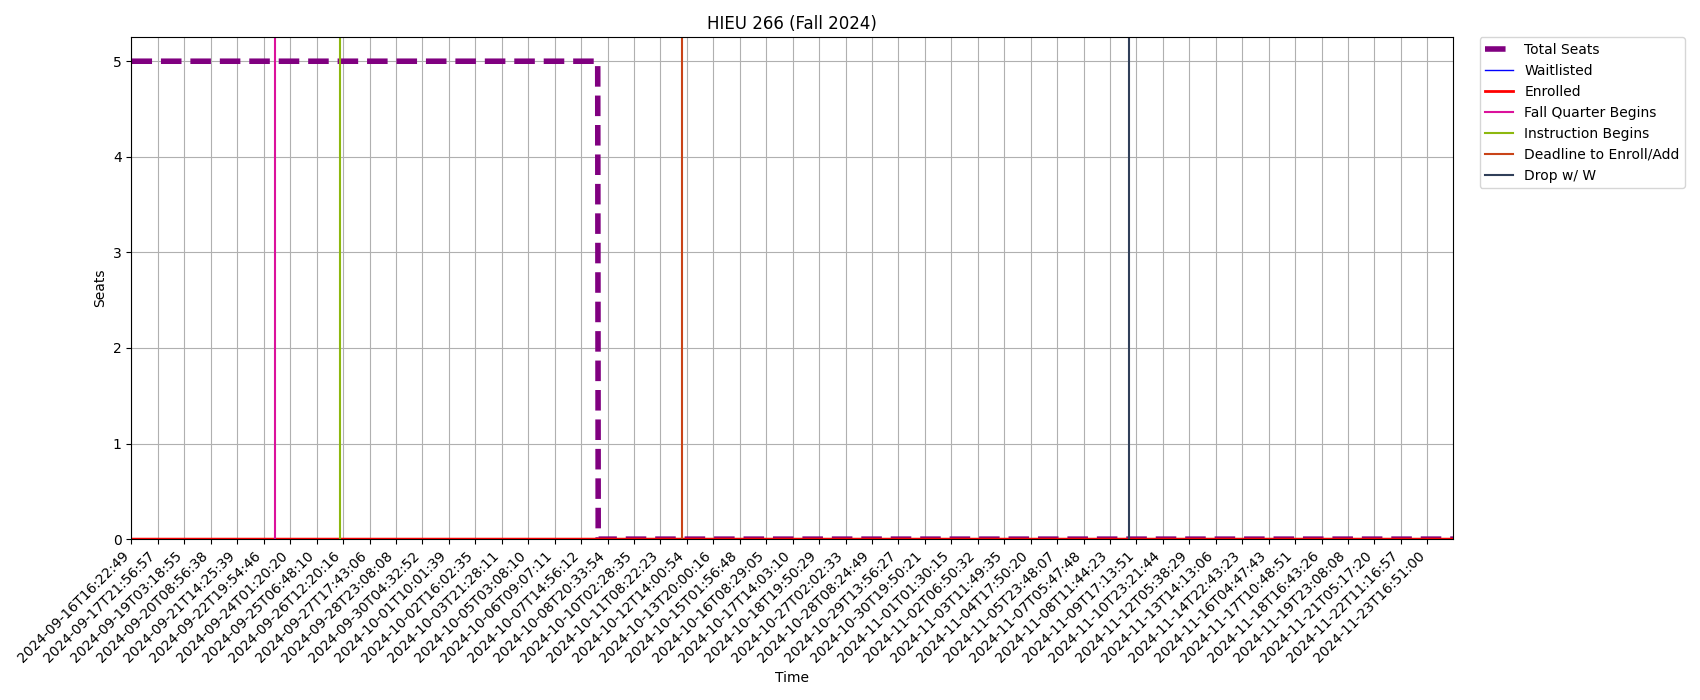 HIEU 266 (Fall 2024)
Total Seats
Waitlisted
Enrolled
Fall Quarter Begins
Instruction Begins
Deadline to Enroll/Add
Drop w/ W
Seats
5
4
3
2
1
0
2024-09-16T16:22:49
2024-09-17T21:56:57
2024-09-19T03:18:55
2024-09-20T08:56:38
2024-09-21T14:25:39
2024-09-22T19:54:46
2024-09-24T01:20:20
2024-09-25T06:48:10
2024-09-26T12:20:16
2024-09-27T17:43:06
2024-09-28T23:08:08
2024-09-30T04:32:52
2024-10-01T10:01:39
2024-10-02T16:02:35
2024-10-03T21:28:11
2024-10-05T03:08:10
2024-10-06T09:07:11
2024-10-07T14:56:12
2024-10-08T20:33:54
2024-10-10T02:28:35
2024-10-11T08:22:23
2024-10-12T14:00:54
2024-10-13T20:00:16
2024-10-15T01:56:48
2024-10-16T08:29:05
2024-10-17T14:03:10
2024-10-18T19:50:29
2024-10-27T02:02:33
2024-10-28T08:24:49
2024-10-29T13:56:27
2024-10-30T19:50:21
2024-11-01T01:30:15
2024-11-02T06:50:32
2024-11-03T11:49:35
2024-11-04T17:50:20
2024-11-05T23:48:07
2024-11-07T05:47:48
2024-11-08T11:44:23
2024-11-09T17:13:51
2024-11-10T23:21:44
2024-11-12T05:38:29
2024-11-13T14:13:06
2024-11-14T22:43:23
2024-11-16T04:47:43
2024-11-17T10:48:51
2024-11-18T16:43:26
2024-11-19T23:08:08
2024-11-21T05:17:20
2024-11-22T11:16:57
2024-11-23T16:51:00
Time